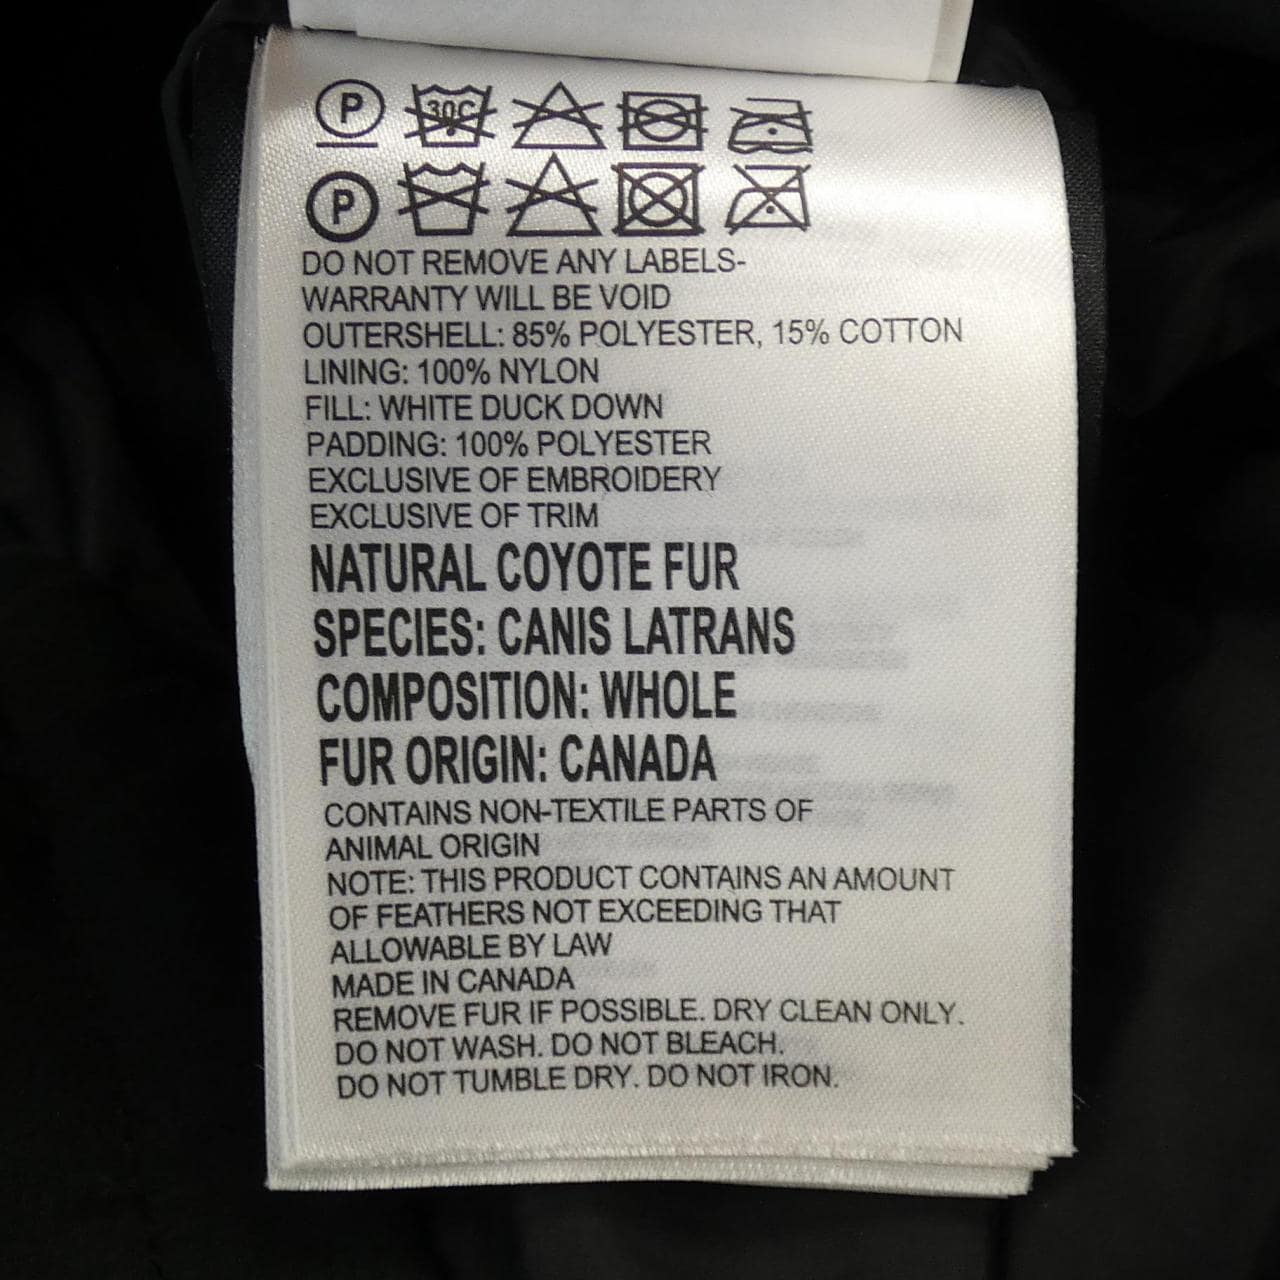 P 30C
P
DO NOT REMOVE ANY LABELS-
WARRANTY WILL BE VOID
OUTERSHELL: 85% POLYESTER, 15% COTTON
LINING: 100% NYLON
FILL: WHITE DUCK DOWN
PADDING: 100% POLYESTER
EXCLUSIVE OF EMBROIDERY
EXCLUSIVE OF TRIM
NATURAL COYOTE FUR
SPECIES: CANIS LATRANS
COMPOSITION: WHOLE
FUR ORIGIN: CANADA
CONTAINS NON-TEXTILE PARTS OF
ANIMAL ORIGIN
NOTE: THIS PRODUCT CONTAINS AN AMOUNT
OF FEATHERS NOT EXCEEDING THAT
ALLOWABLE BY LAW
MADE IN CANADA
REMOVE FUR IF POSSIBLE. DRY CLEAN ONLY.
DO NOT WASH. DO NOT BLEACH.
DO NOT TUMBLE DRY. DO NOT IRON.